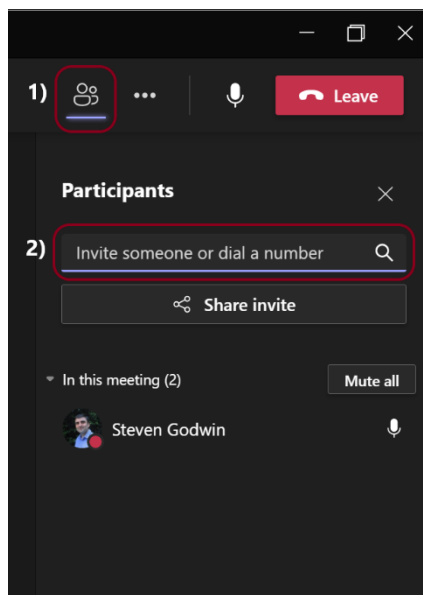 1)
Leave
Participants
2) Invite someone or dial a number
Share invite
In this meeting (2) Mute all
Steven Godwin